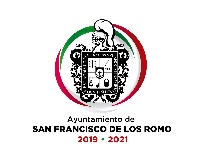 Ayuntamiento de
SAN FRANCISCO DE LOS ROMO
2019 • 2021